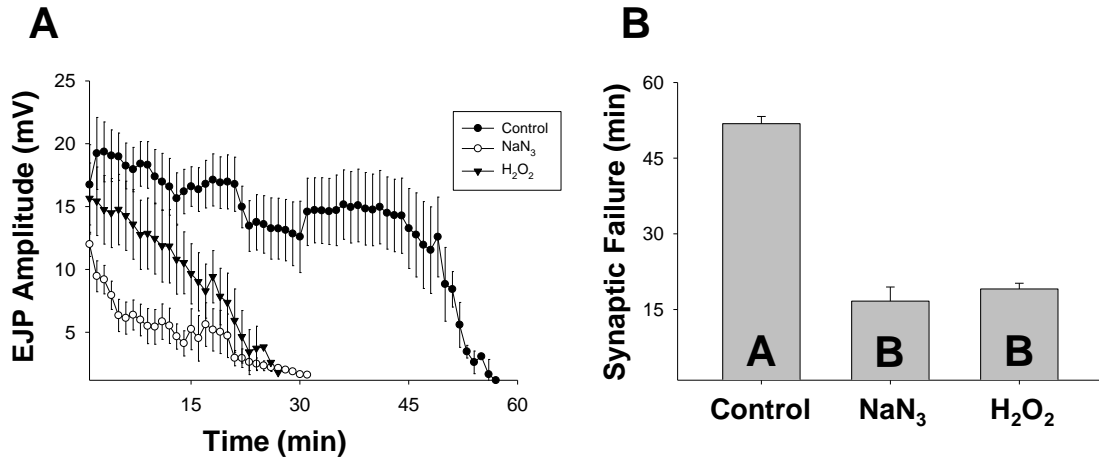 A
EJP Amplitude (mV)
25
20
15
10
5
15
30
45
60
Time (min)
Control
NaN₃
H₂O₂
B
Synaptic Failure (min)
60
45
30
15
A
B
B
Control
NaN₃
H₂O₂